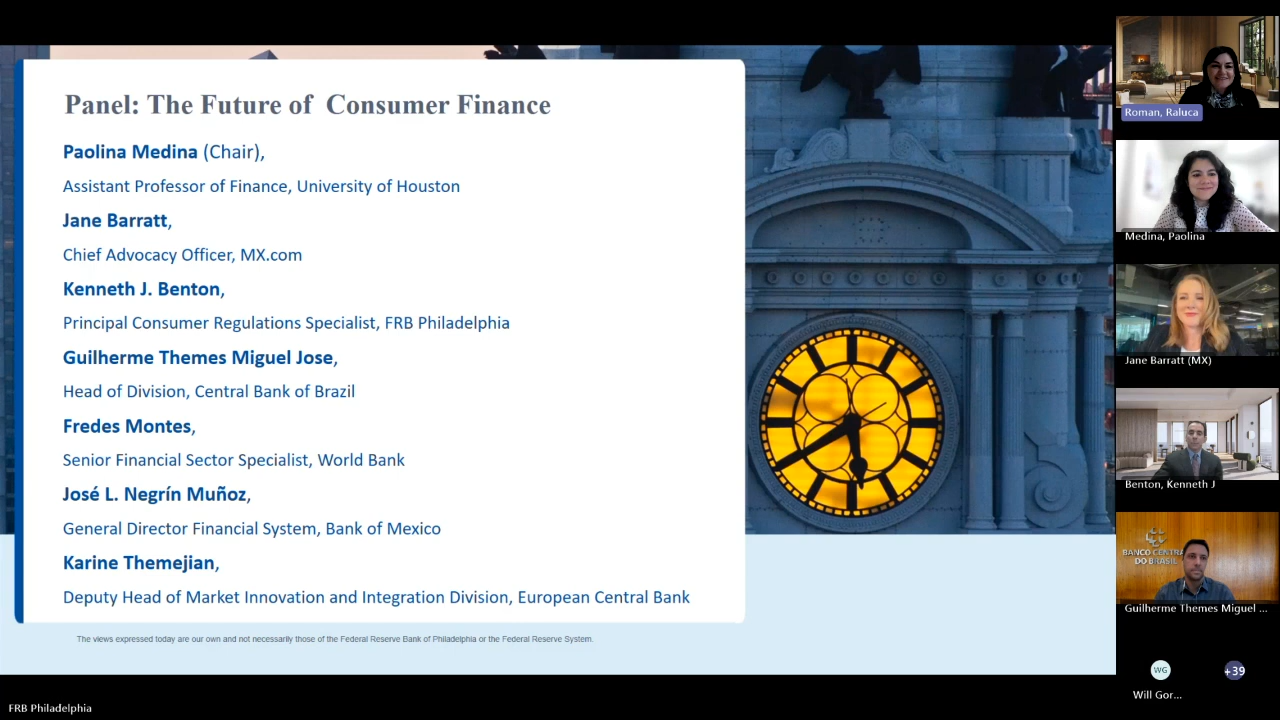 Panel: The Future of Consumer Finance
Paolina Medina (Chair),
Assistant Professor of Finance, University of Houston
Jane Barratt,
Chief Advocacy Officer, MX.com
Kenneth J. Benton,
Principal Consumer Regulations Specialist, FRB Philadelphia
Guilherme Themes Miguel Jose,
Head of Division, Central Bank of Brazil
Fredes Montes,
Senior Financial Sector Specialist, World Bank
José L. Negrín Muñoz,
General Director Financial System, Bank of Mexico
Karine Themejian,
Deputy Head of Market Innovation and Integration Division, European Central Bank
The views expressed today are our own and not necessarily those of the Federal Reserve Bank of Philadelphia or the Federal Reserve System.
FRB Philadelphia
Roman, Raluca
Medina, Paolina
Jane Barratt (MX)
Benton, Kenneth J
BANCO CENTRA
DO BRASIL
Guilherme Themes Miguel ...
WG
+39
Will Gor...